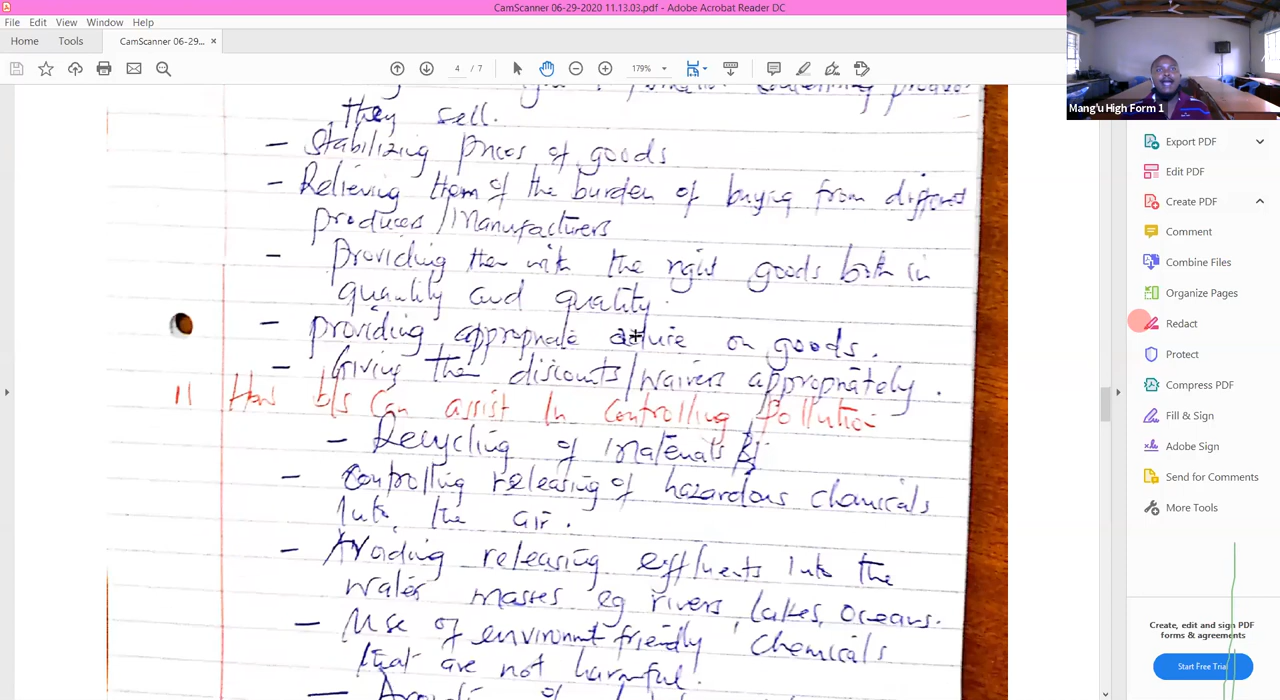 CamScanner 06-29-2020 11.13.03.pdf - Adobe Acrobat Reader DC
File Edit View Window Help
Home Tools CamScanner 06-29... ×
4 / 7 179%
Mang'u High Form 1
they sell.
- Stabilizing prices of goods
- Relieving them of the burden of buying from different
producers/Manufacturers
- Providing them with the right goods both in
quantity and quality.
- providing appropriate advise on goods.
- Giving them discounts/waivers appropriately.
11 How b/s Can assist In Controlling Pollution
- Recycling of materials
- Controlling releasing of hazardous chemicals
Into the air.
- Avoiding releasing effluents into the
water masses eg rivers, lakes, oceans.
- Use of environmt friendly chemicals
that are not harmful.
Export PDF
Edit PDF
Create PDF
Comment
Combine Files
Organize Pages
Redact
Protect
Compress PDF
Fill & Sign
Adobe Sign
Send for Comments
More Tools
Create, edit and sign PDF
forms & agreements
Start Free Trial